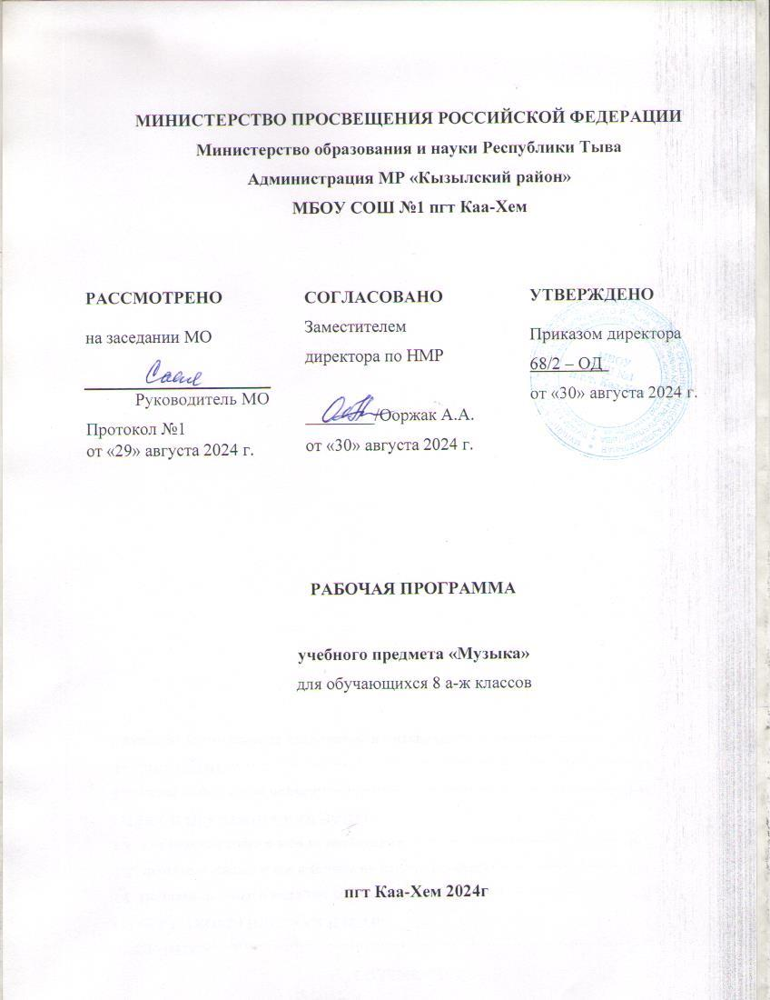 МИНИСТЕРСТВО ПРОСВЕЩЕНИЯ РОССИЙСКОЙ ФЕДЕРАЦИИ
Министерство образования и науки Республики Тыва
Администрация МР «Кызылский район»
МБОУ СОШ №1 пгт Каа-Хем
РАССМОТРЕНО
на заседании МО
Руководитель МО
Протокол №1
от «29» августа 2024 г.
СОГЛАСОВАНО
Заместителем
директора по НМР
/Ооржак А.А.
от «30» августа 2024 г.
УТВЕРЖДЕНО
Приказом директора
68/2 – ОД
от «30» августа 2024 г.
РАБОЧАЯ ПРОГРАММА
учебного предмета «Музыка»
для обучающихся 8 а-ж классов
пгт Каа-Хем 2024г